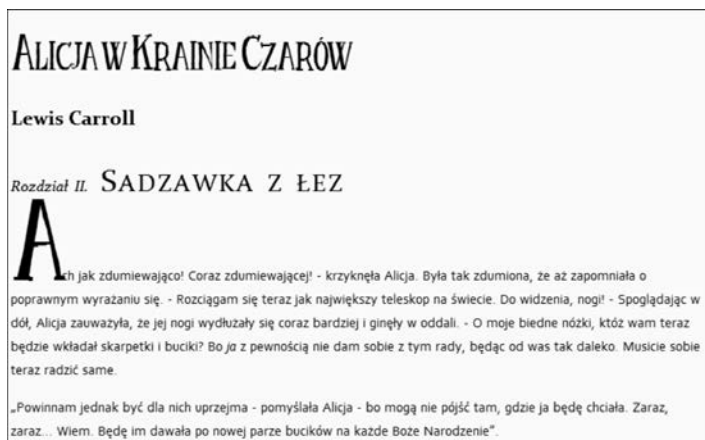 ALICJA W KRAINIE CZARÓW
Lewis Carroll
Rozdział II. SADZAWKA Z ŁEZ
Ach jak zdumiewająco! Coraz zdumiewającej! - krzyknęła Alicja. Była tak zdumiona, że aż zapomniała o
poprawnym wyrażaniu się. - Rozciągam się teraz jak największy teleskop na świecie. Do widzenia, nogi! - Spoglądając w
dół, Alicja zauważyła, że jej nogi wydłużały się coraz bardziej i ginęły w oddali. - O moje biedne nóżki, któż wam teraz
będzie wkładał skarpetki i buciki? Bo ja z pewnością nie dam sobie z tym rady, będąc od was tak daleko. Musicie sobie
teraz radzić same.
„Powinnam jednak być dla nich uprzejma - pomyślała Alicja - bo mogą nie pójść tam, gdzie ja będę chciała. Zaraz,
zaraz... Wiem. Będę im dawała po nowej parze bucików na każde Boże Narodzenie”.